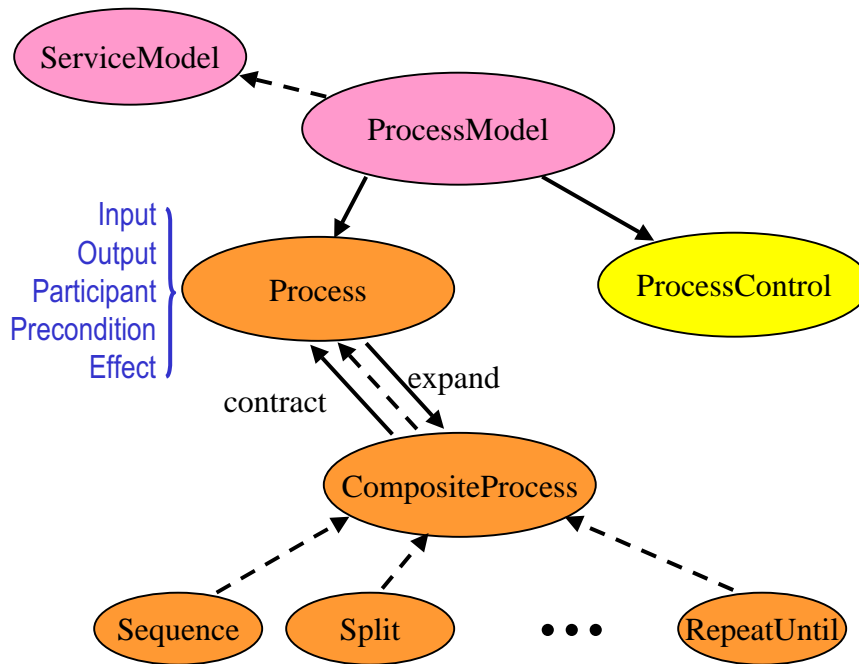 ServiceModel
ProcessModel
Input
Output
Participant
Precondition
Effect
Process
ProcessControl
expand
contract
CompositeProcess
Sequence
Split
RepeatUntil